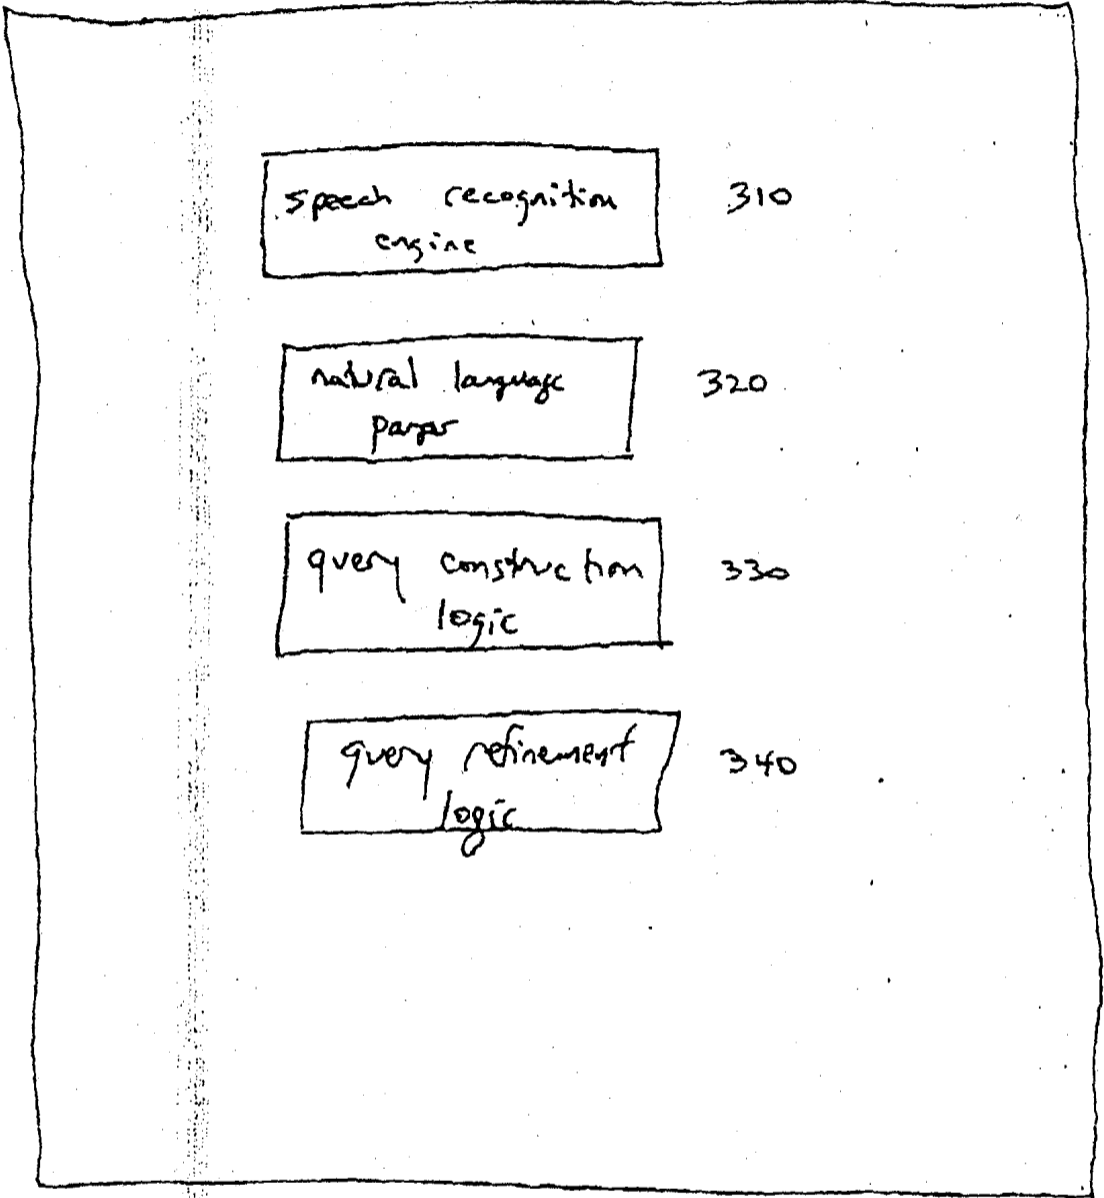 speech recognition 310
engine
natural language 320
parser
query construction 330
logic
query refinement 340
logic